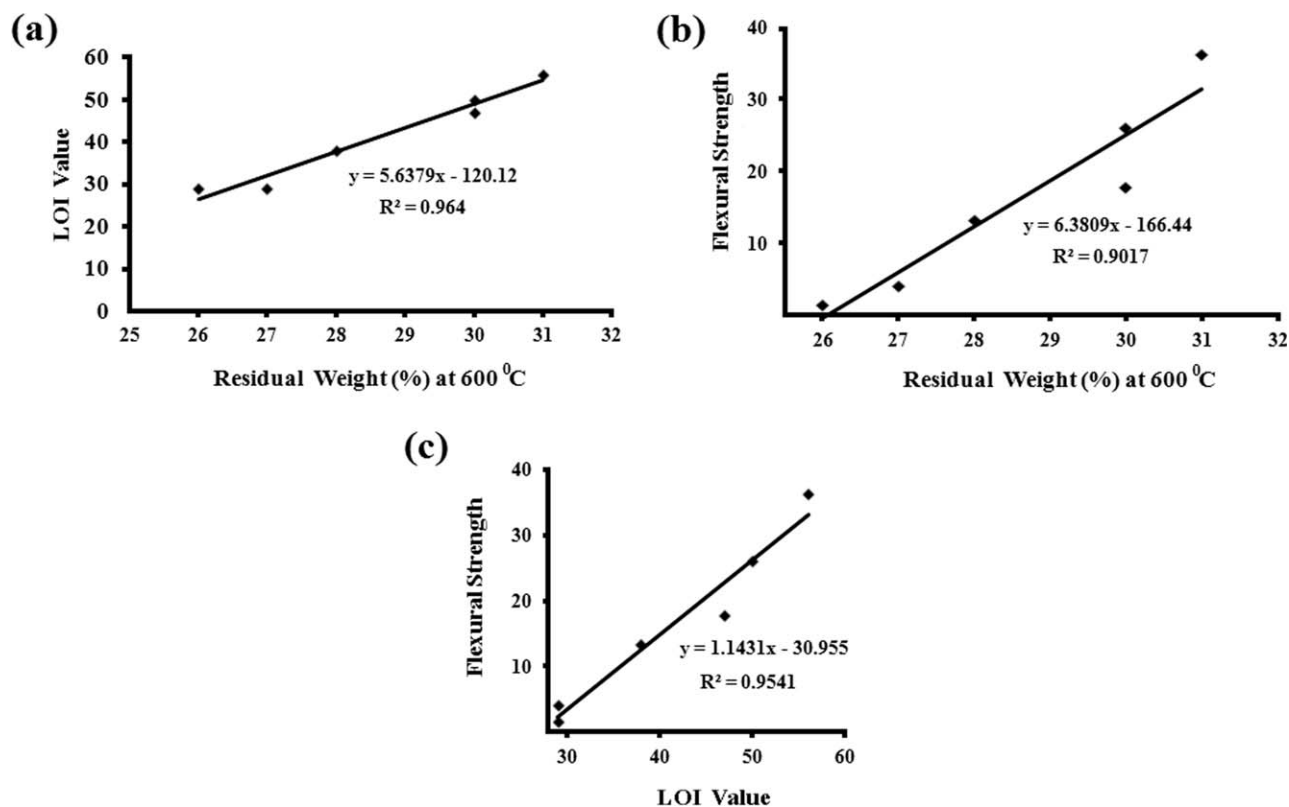 (a)
60
50
40
30
20
10
0
LOI Value
y = 5.6379x - 120.12
R² = 0.964
25 26 27 28 29 30 31 32
Residual Weight (%) at 600 ⁰C
(b)
40
30
20
10
Flexural Strength
y = 6.3809x - 166.44
R² = 0.9017
26 27 28 29 30 31 32
Residual Weight (%) at 600 ⁰C
(c)
40
30
20
10
Flexural Strength
y = 1.1431x - 30.955
R² = 0.9541
30 40 50 60
LOI Value